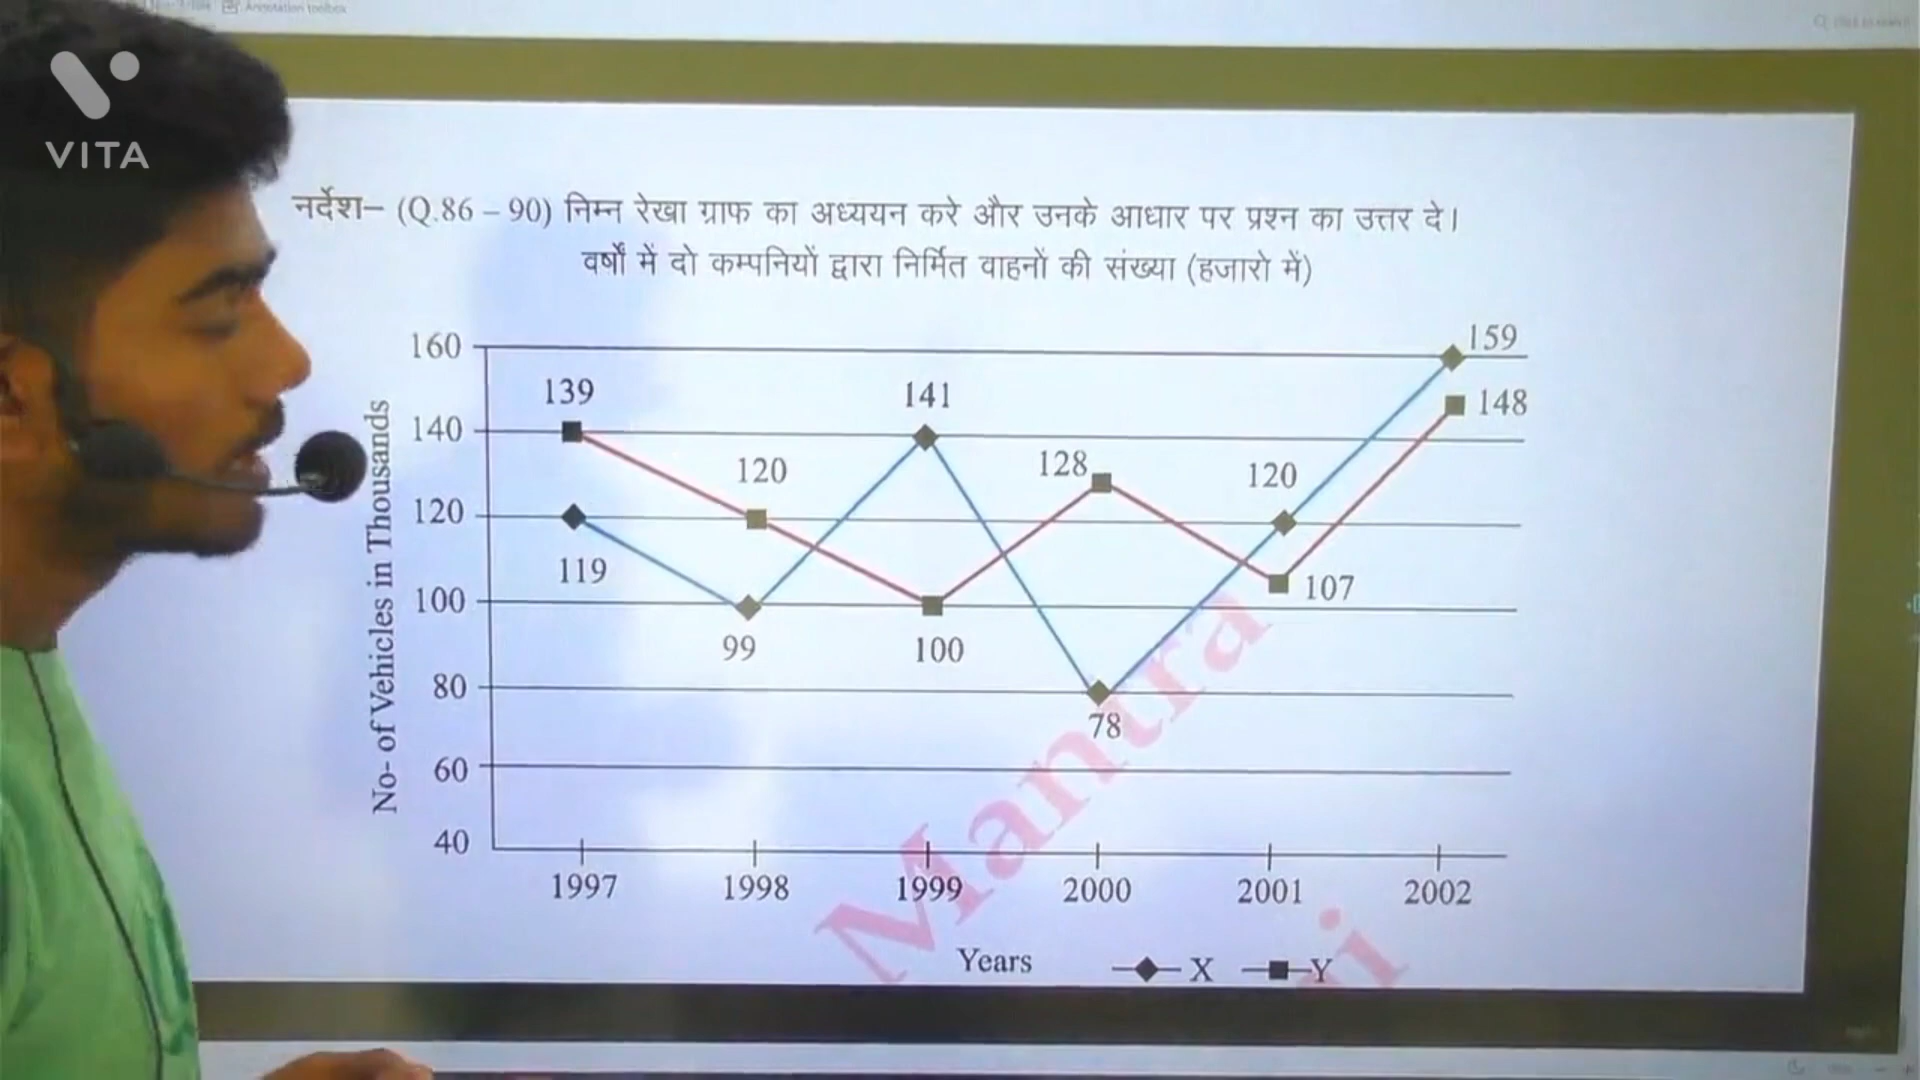 Annotation toolbox
VITA
नर्देश– (Q.86 – 90) निम्न रेखा ग्राफ का अध्ययन करे और उनके आधार पर प्रश्न का उत्तर दे।
वर्षों में दो कम्पनियों द्वारा निर्मित वाहनों की संख्या (हजारो में)
No- of Vehicles in Thousands
160
140
120
100
80
60
40
139
119
120
99
141
100
128
78
120
107
159
148
1997 1998 1999 2000 2001 2002
Years
X Y
Mantra